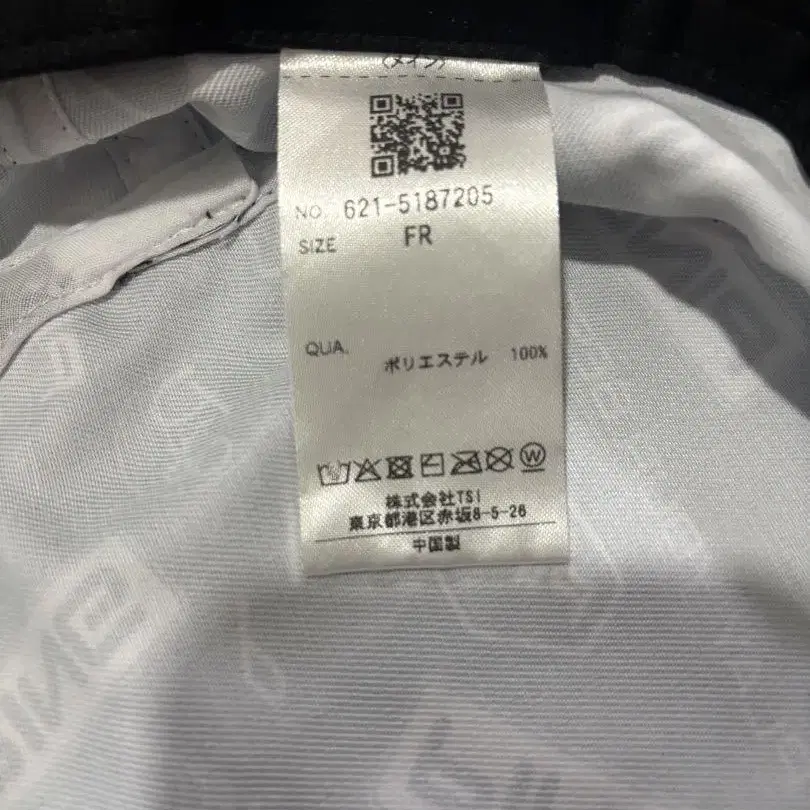 〈メイン〉
NO. 621-5187205
SIZE FR
QUA.
ポリエステル 100%
W
株式会社TSI
東京都港区赤坂8-5-26
中国製